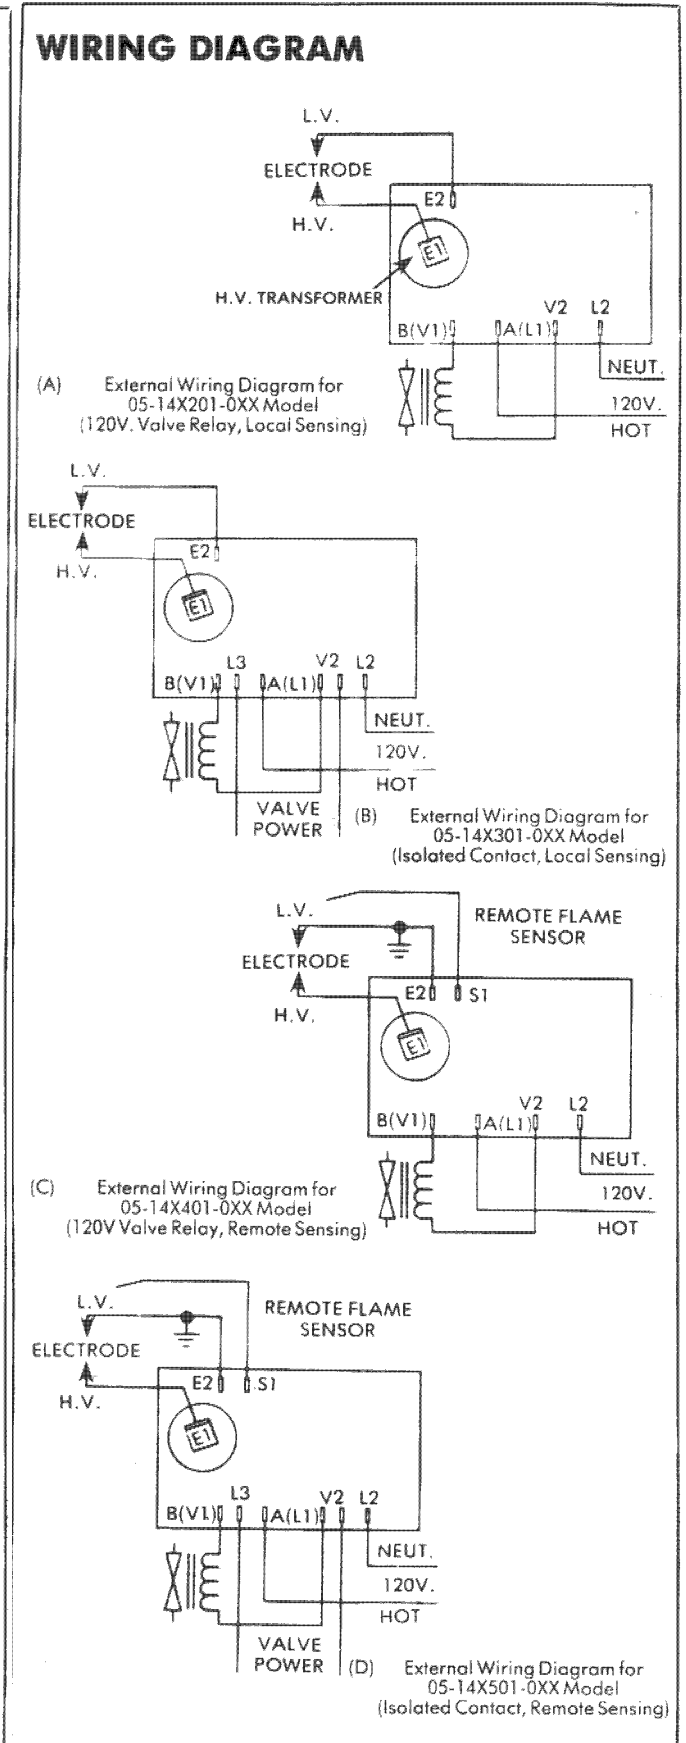 WIRING DIAGRAM
L.V.
ELECTRODE
E2
H.V.
E1
H.V. TRANSFORMER
V2 L2
B(V1) A(L1)
NEUT.
120V.
HOT
(A) External Wiring Diagram for
05-14X201-0XX Model
(120V. Valve Relay, Local Sensing)
L.V.
ELECTRODE
E2
H.V.
E1
L3 V2 L2
B(V1) A(L1)
NEUT.
120V.
HOT
VALVE
POWER
(B) External Wiring Diagram for
05-14X301-0XX Model
(Isolated Contact, Local Sensing)
L.V.
REMOTE FLAME
SENSOR
ELECTRODE
E2 S1
H.V.
E1
V2 L2
B(V1) A(L1)
NEUT.
120V.
HOT
(C) External Wiring Diagram for
05-14X401-0XX Model
(120V Valve Relay, Remote Sensing)
L.V.
REMOTE FLAME
SENSOR
ELECTRODE
E2 S1
H.V.
E1
L3 V2 L2
B(V1) A(L1)
NEUT.
120V.
HOT
VALVE
POWER
(D) External Wiring Diagram for
05-14X501-0XX Model
(Isolated Contact, Remote Sensing)